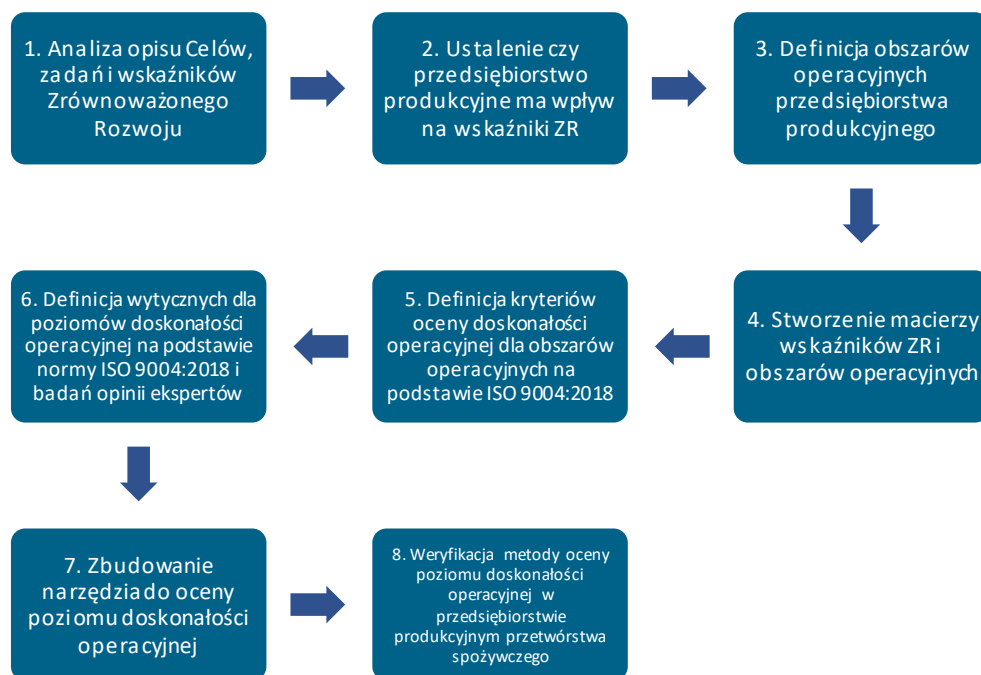 1. Analiza opisu Celów,
zadań i wskaźników
Zrównoważonego
Rozwoju
2. Ustalenie czy
przedsiębiorstwo
produkcyjne ma wpływ
na wskaźniki ZR
3. Definicja obszarów
operacyjnych
przedsiębiorstwa
produkcyjnego
4. Stworzenie macierzy
wskaźników ZR i
obszarów operacyjnych
5. Definicja kryteriów
oceny doskonałości
operacyjnej dla obszarów
operacyjnych na
podstawie ISO 9004:2018
6. Definicja wytycznych dla
poziomów doskonałości
operacyjnej na podstawie
normy ISO 9004:2018 i
badań opinii ekspertów
7. Zbudowanie
narzędzia do oceny
poziomu doskonałości
operacyjnej
8. Weryfikacja metody oceny
poziomu doskonałości
operacyjnej w
przedsiębiorstwie
produkcyjnym przetwórstwa
spożywczego